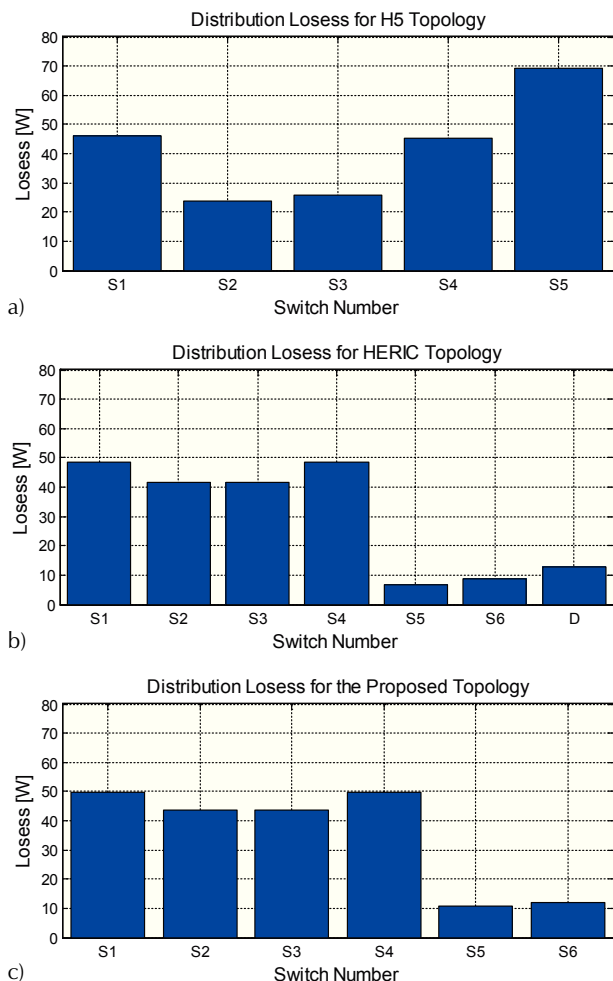 Distribution Losess for H5 Topology
80
70
60
50
40
30
20
10
0
Losess [W]
S1 S2 S3 S4 S5
Switch Number
a)
Distribution Losess for HERIC Topology
80
70
60
50
40
30
20
10
0
Losess [W]
S1 S2 S3 S4 S5 S6 D
Switch Number
b)
Distribution Losess for the Proposed Topology
80
70
60
50
40
30
20
10
0
Losess [W]
S1 S2 S3 S4 S5 S6
Switch Number
c)